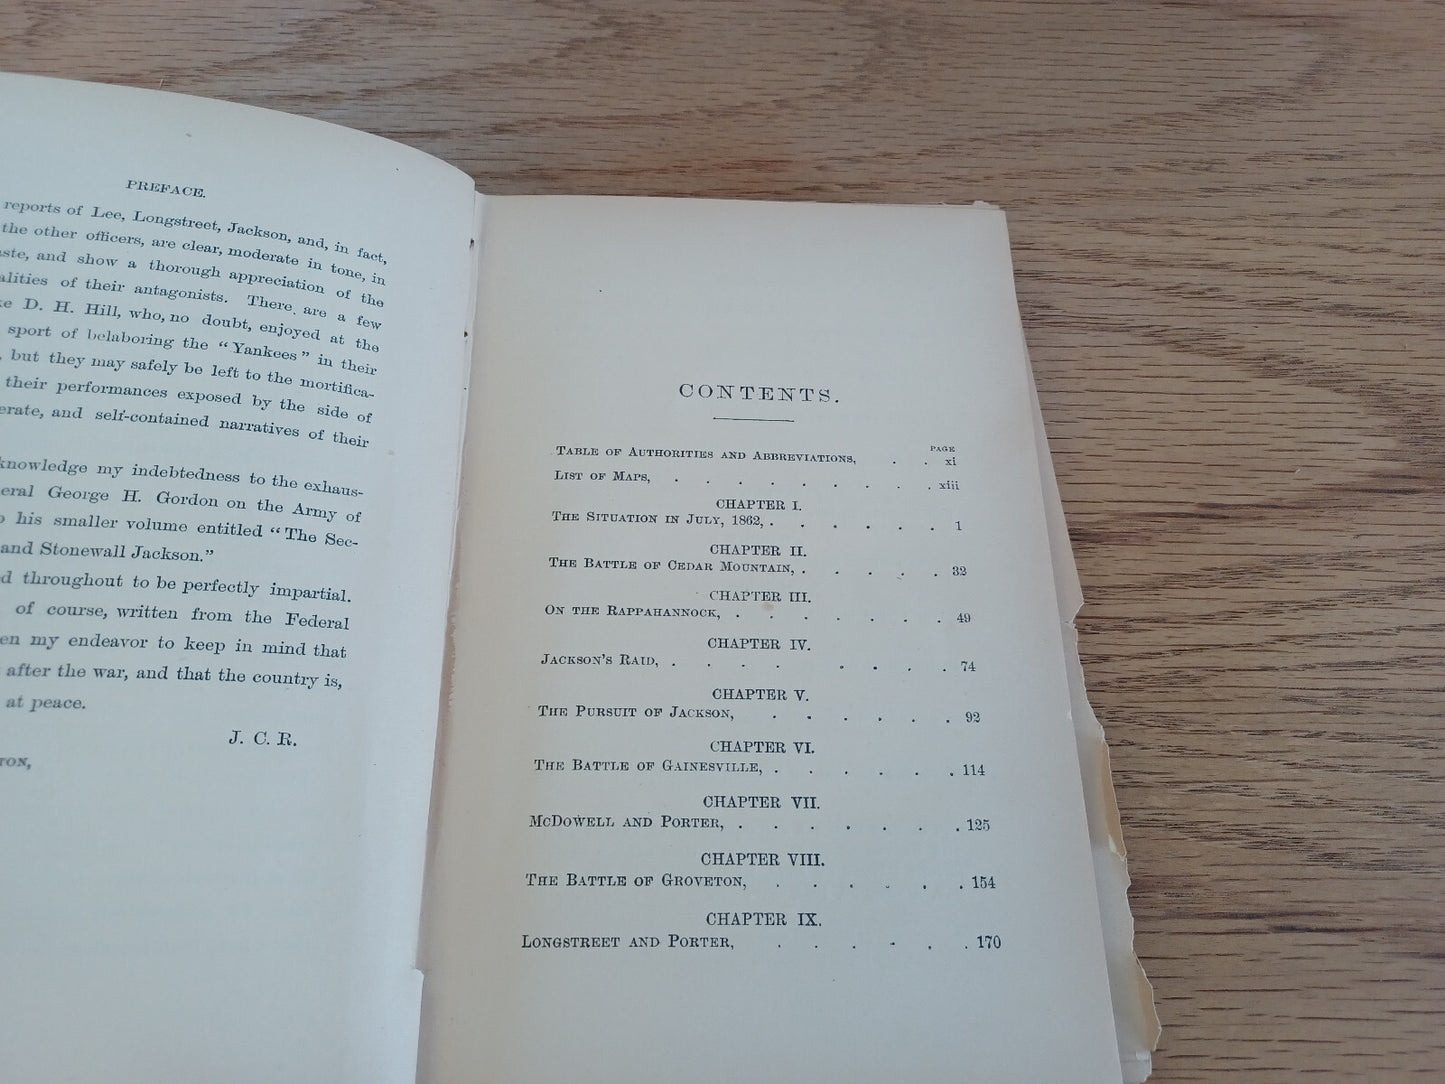 PREFACE.
reports of Lee, Longstreet, Jackson, and, in fact,
the other officers, are clear, moderate in tone, in
aste, and show a thorough appreciation of the
alities of their antagonists. There are a few
ke D. H. Hill, who, no doubt, enjoyed at the
sport of belaboring the "Yankees" in their
, but they may safely be left to the mortifica-
their performances exposed by the side of
erate, and self-contained narratives of their
knowledge my indebtedness to the exhaus-
eral George H. Gordon on the Army of
o his smaller volume entitled "The Sec-
and Stonewall Jackson."
d throughout to be perfectly impartial.
of course, written from the Federal
en my endeavor to keep in mind that
after the war, and that the country is,
at peace.
J. C. R.
TON,
CONTENTS.
PAGE
TABLE OF AUTHORITIES AND ABBREVIATIONS, . . xi
LIST OF MAPS, . . . . . . . . . xiii
CHAPTER I.
THE SITUATION IN JULY, 1862, . . . . . . 1
CHAPTER II.
THE BATTLE OF CEDAR MOUNTAIN, . . . . . 32
CHAPTER III.
ON THE RAPPAHANNOCK, . . . . . . . 49
CHAPTER IV.
JACKSON'S RAID, . . . . . . . . 74
CHAPTER V.
THE PURSUIT OF JACKSON, . . . . . . 92
CHAPTER VI.
THE BATTLE OF GAINESVILLE, . . . . . . 114
CHAPTER VII.
MCDOWELL AND PORTER, . . . . . . . 125
CHAPTER VIII.
THE BATTLE OF GROVETON, . . . . . . 154
CHAPTER IX.
LONGSTREET AND PORTER, . . . . . . 170